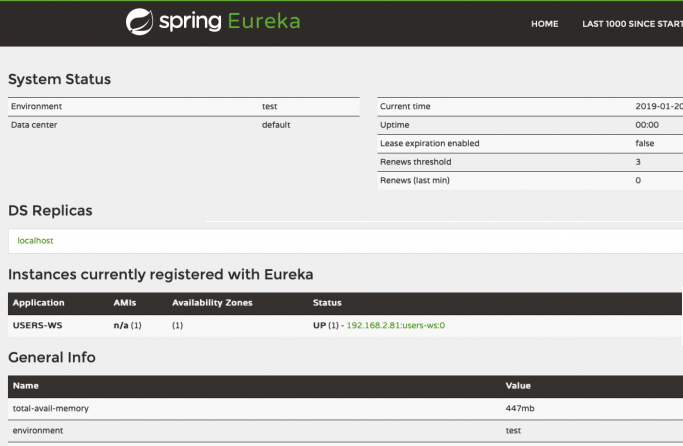 spring Eureka
HOME LAST 1000 SINCE START
System Status
Environment test
Data center default
Current time 2019-01-20
Uptime 00:00
Lease expiration enabled false
Renews threshold 3
Renews (last min) 0
DS Replicas
localhost
Instances currently registered with Eureka
Application AMIs Availability Zones Status
USERS-WS n/a (1) (1) UP (1) - 192.168.2.81:users-ws:0
General Info
Name Value
total-avail-memory 447mb
environment test